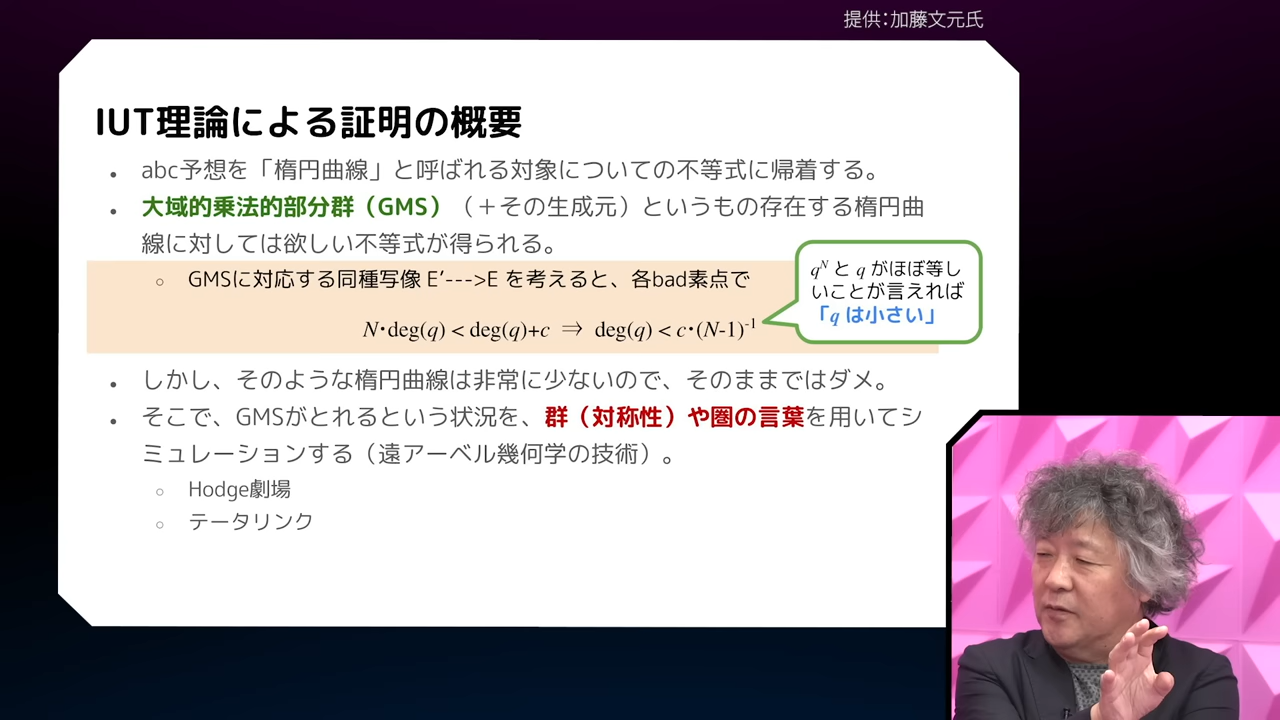 提供：加藤文元氏
IUT理論による証明の概要
• abc予想を「楕円曲線」と呼ばれる対象についての不等式に帰着する。
• 大域的乗法的部分群（GMS）（＋その生成元）というもの存在する楕円曲
線に対しては欲しい不等式が得られる。
○ GMSに対応する同種写像 E’--->E を考えると、各bad素点で
N･deg(q) < deg(q)+c ⇒ deg(q) < c･(N-1)⁻¹
qᴺ と q がほぼ等し
いことが言えれば
「q は小さい」
• しかし、そのような楕円曲線は非常に少ないので、そのままではダメ。
• そこで、GMSがとれるという状況を、群（対称性）や圏の言葉を用いてシ
ミュレーションする（遠アーベル幾何学の技術）。
○ Hodge劇場
○ テータリンク